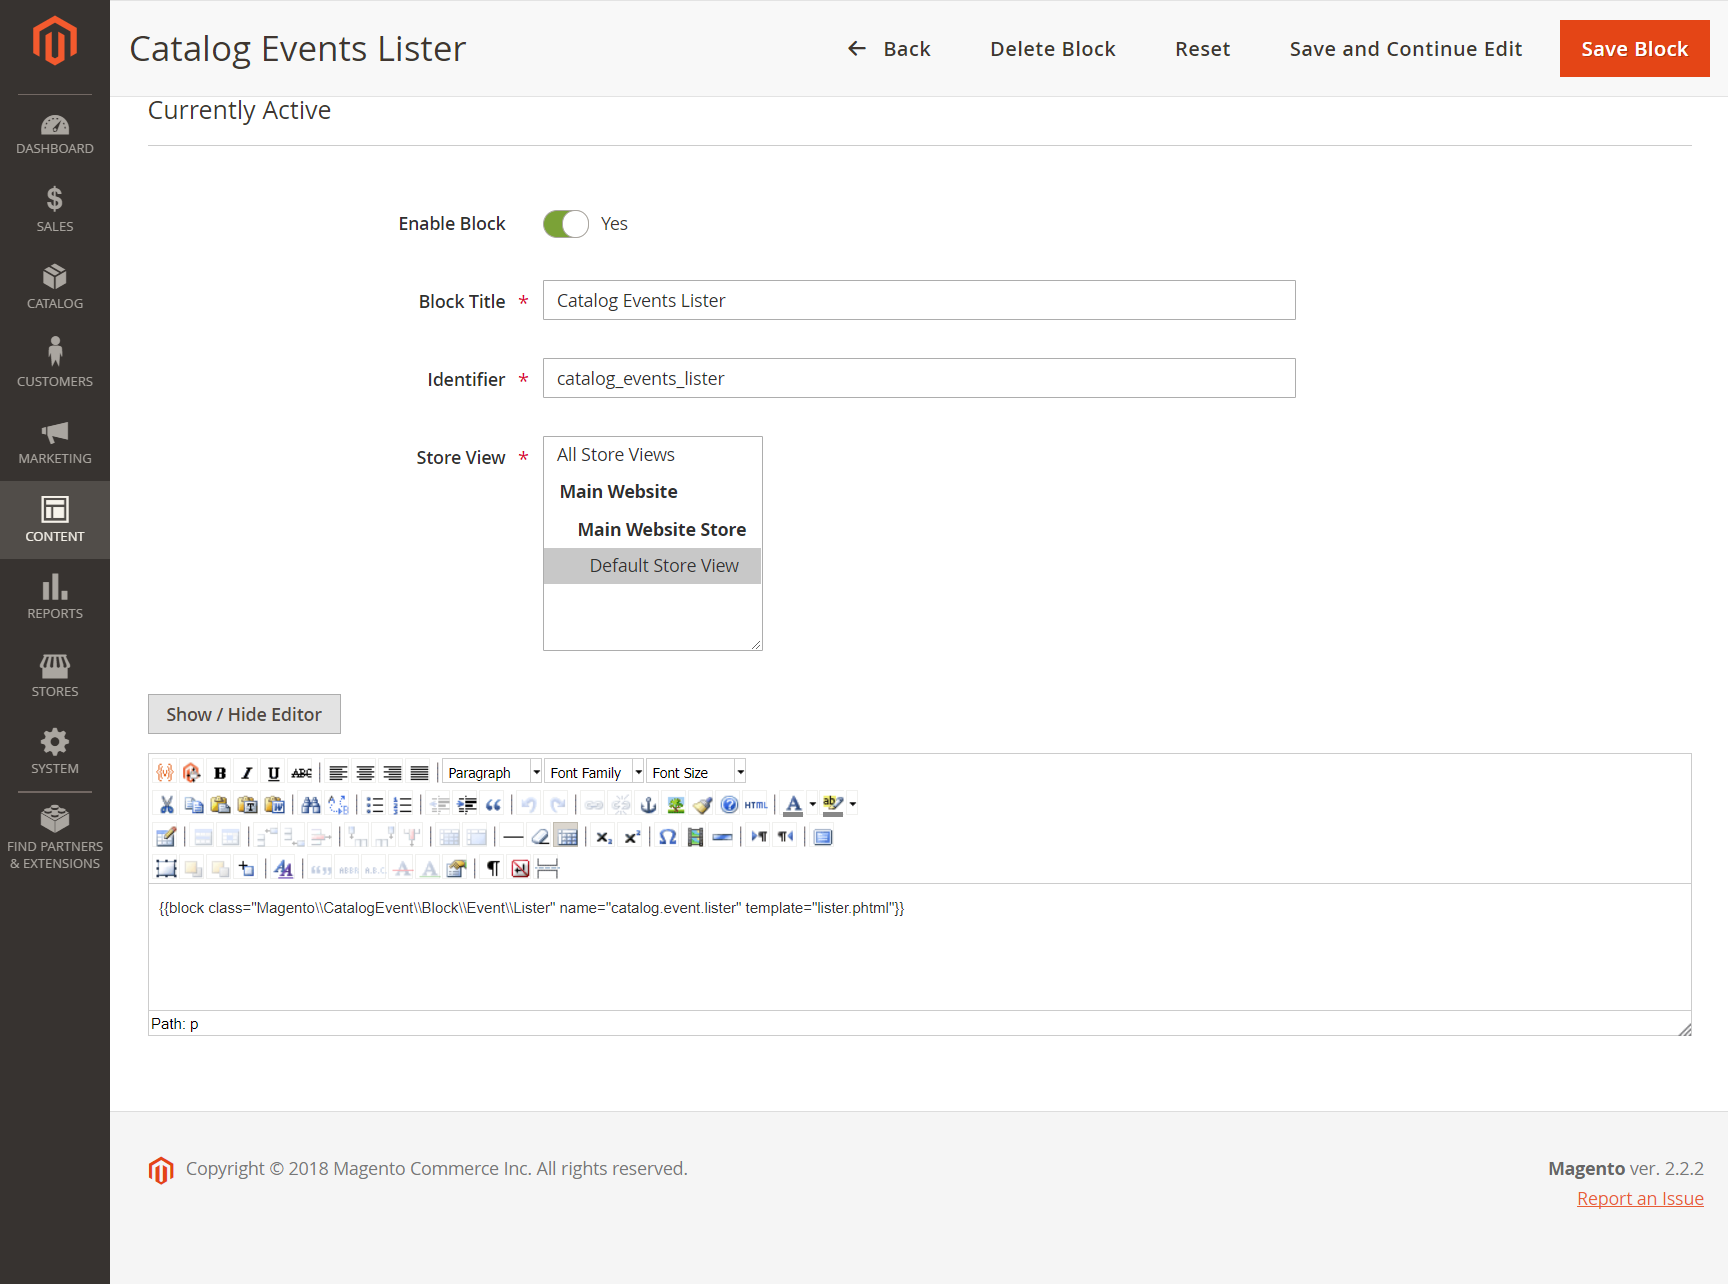 Catalog Events Lister
Back
Delete Block
Reset
Save and Continue Edit
Save Block
DASHBOARD
SALES
CATALOG
CUSTOMERS
MARKETING
CONTENT
REPORTS
STORES
SYSTEM
FIND PARTNERS
& EXTENSIONS
Currently Active
Enable Block
Yes
Block Title *
Catalog Events Lister
Identifier *
catalog_events_lister
Store View *
All Store Views
Main Website
Main Website Store
Default Store View
Show / Hide Editor
B I U ABC
Paragraph
Font Family
Font Size
HTML
A
ab
{{block class="Magento\\CatalogEvent\\Block\\Event\\Lister" name="catalog.event.lister" template="lister.phtml"}}
Path: p
Copyright © 2018 Magento Commerce Inc. All rights reserved.
Magento ver. 2.2.2
Report an Issue